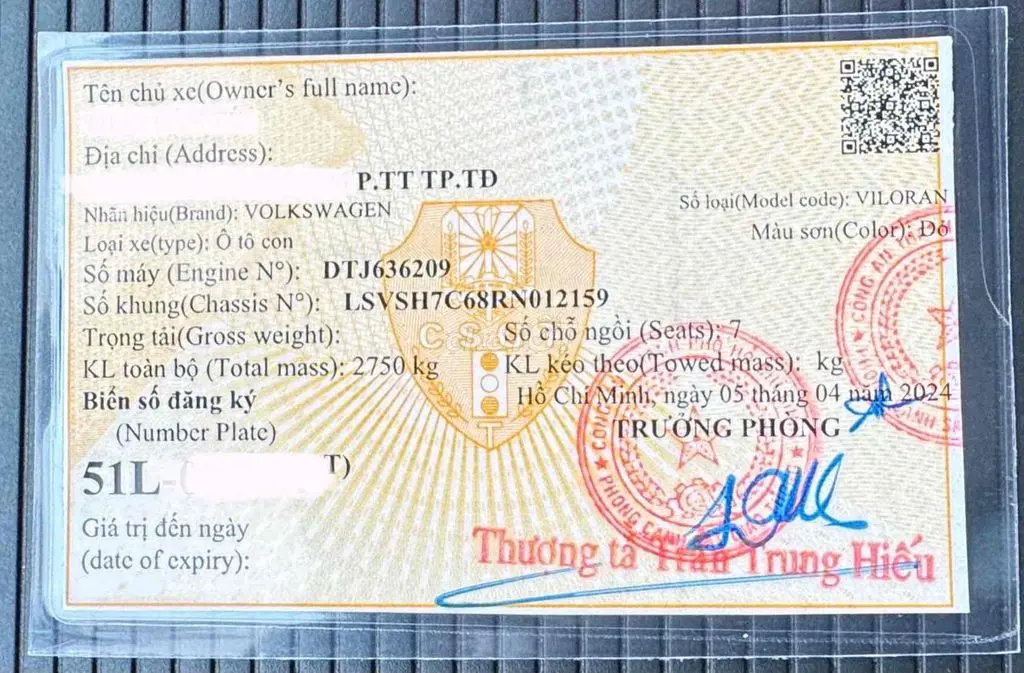 Tên chủ xe(Owner's full name):
Địa chỉ (Address):
P.TT TP.TĐ
Nhãn hiệu(Brand): VOLKSWAGEN
Số loại(Model code): VILORAN
Loại xe(type): Ô tô con
Màu sơn(Color): Đỏ
Số máy (Engine N°): DTJ636209
Số khung(Chassis N°): LSVSH7C68RN012159
Trọng tải(Gross weight):
Số chỗ ngồi (Seats): 7
KL toàn bộ (Total mass): 2750 kg
KL kéo theo(Towed mass): kg
Biển số đăng ký
Hồ Chí Minh, ngày 05 tháng 04 năm 2024
(Number Plate)
TRƯỞNG PHÒNG
51L- T)
Giá trị đến ngày
(date of expiry):
Thượng tá Trần Trung Hiếu
CSGT